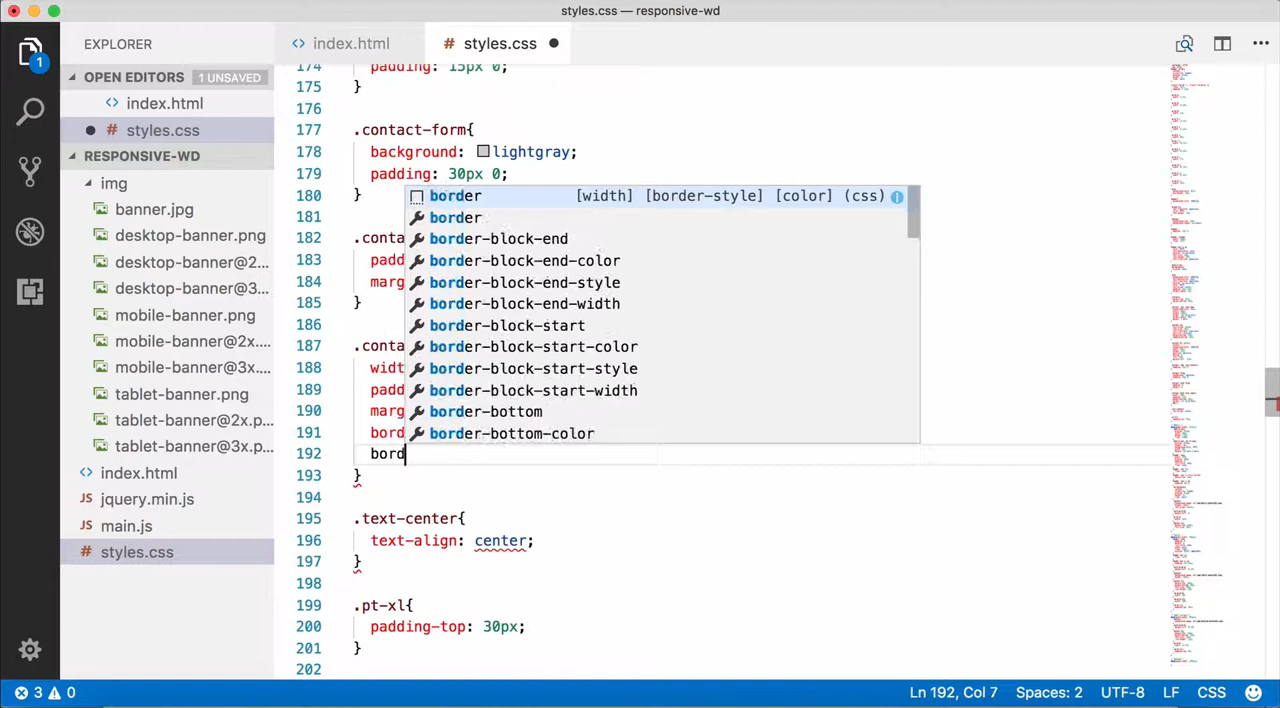 styles.css — responsive-wd
EXPLORER
<> index.html
# styles.css
OPEN EDITORS 1 UNSAVED
<> index.html
# styles.css
RESPONSIVE-WD
img
banner.jpg
desktop-banner.png
desktop-banner@2...
desktop-banner@3...
mobile-banner.png
mobile-banner@2x....
mobile-banner@3x....
tablet-banner.png
tablet-banner@2x.p...
tablet-banner@3x.p...
<> index.html
JS jquery.min.js
JS main.js
# styles.css
1
174 padding: 15px 0;
175 }
176
177 .contact-form{
178 background: lightgray;
179 padding: 30px 0;
180 }
181
182 .conta
183 padd
184 marg
185 }
186
187 .conta
188 widt
189 padd
190 marg
191 bord
192 bord
193 }
194
195 .text-center{
196 text-align: center;
197 }
198
199 .pt-xl{
200 padding-top
201 }
202
border [width] [border-style] [color] (css)
border
border-block-end
border-block-end-color
border-block-end-style
border-block-end-width
border-block-start
border-block-start-color
border-block-start-style
border-block-start-width
border-bottom
border-bottom-color
3 0
Ln 192, Col 7 Spaces: 2 UTF-8 LF CSS